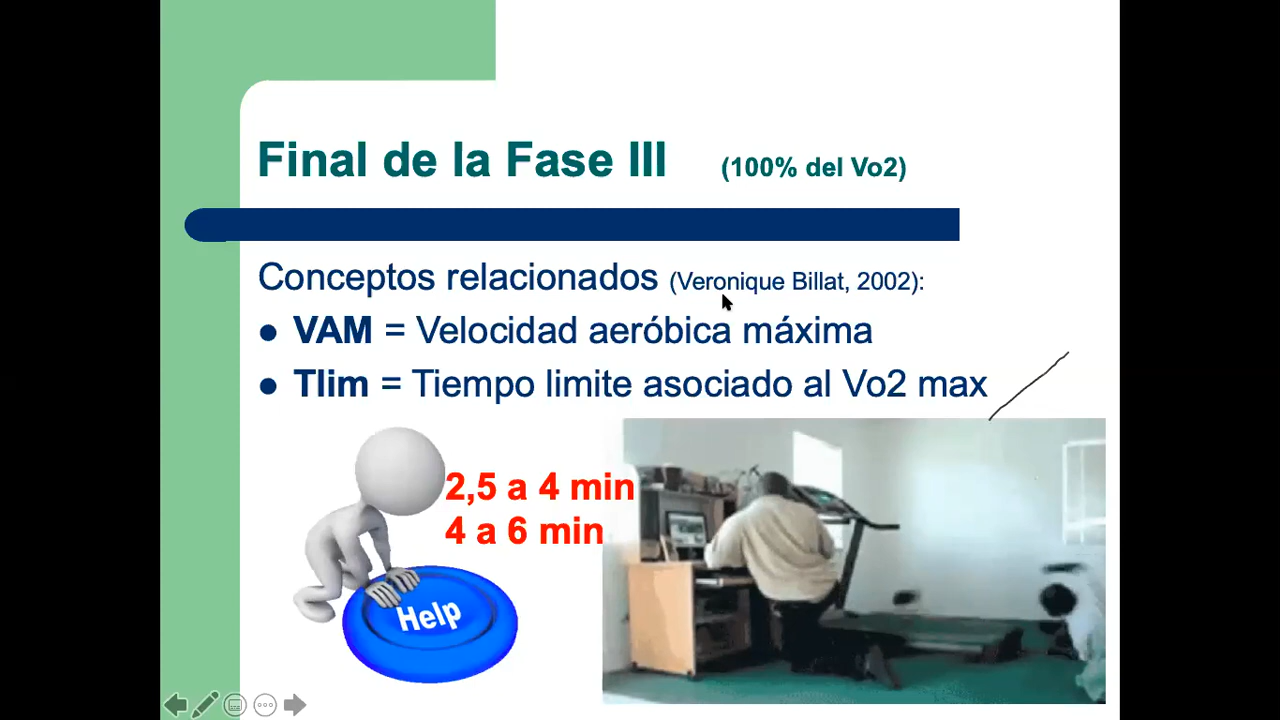 Final de la Fase III (100% del Vo2)
Conceptos relacionados (Veronique Billat, 2002):
● VAM = Velocidad aeróbica máxima
● Tlim = Tiempo limite asociado al Vo2 max
2,5 a 4 min
4 a 6 min
Help